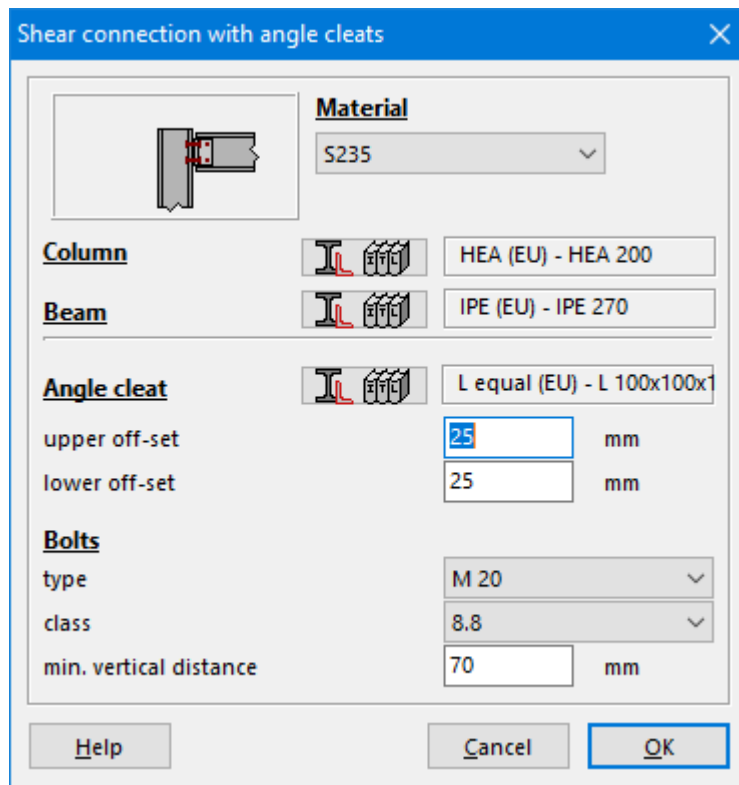 Shear connection with angle cleats
Material
S235
Column
HEA (EU) - HEA 200
Beam
IPE (EU) - IPE 270
Angle cleat
L equal (EU) - L 100x100x1
upper off-set
25 mm
lower off-set
25 mm
Bolts
type
M 20
class
8.8
min. vertical distance
70 mm
Help Cancel OK